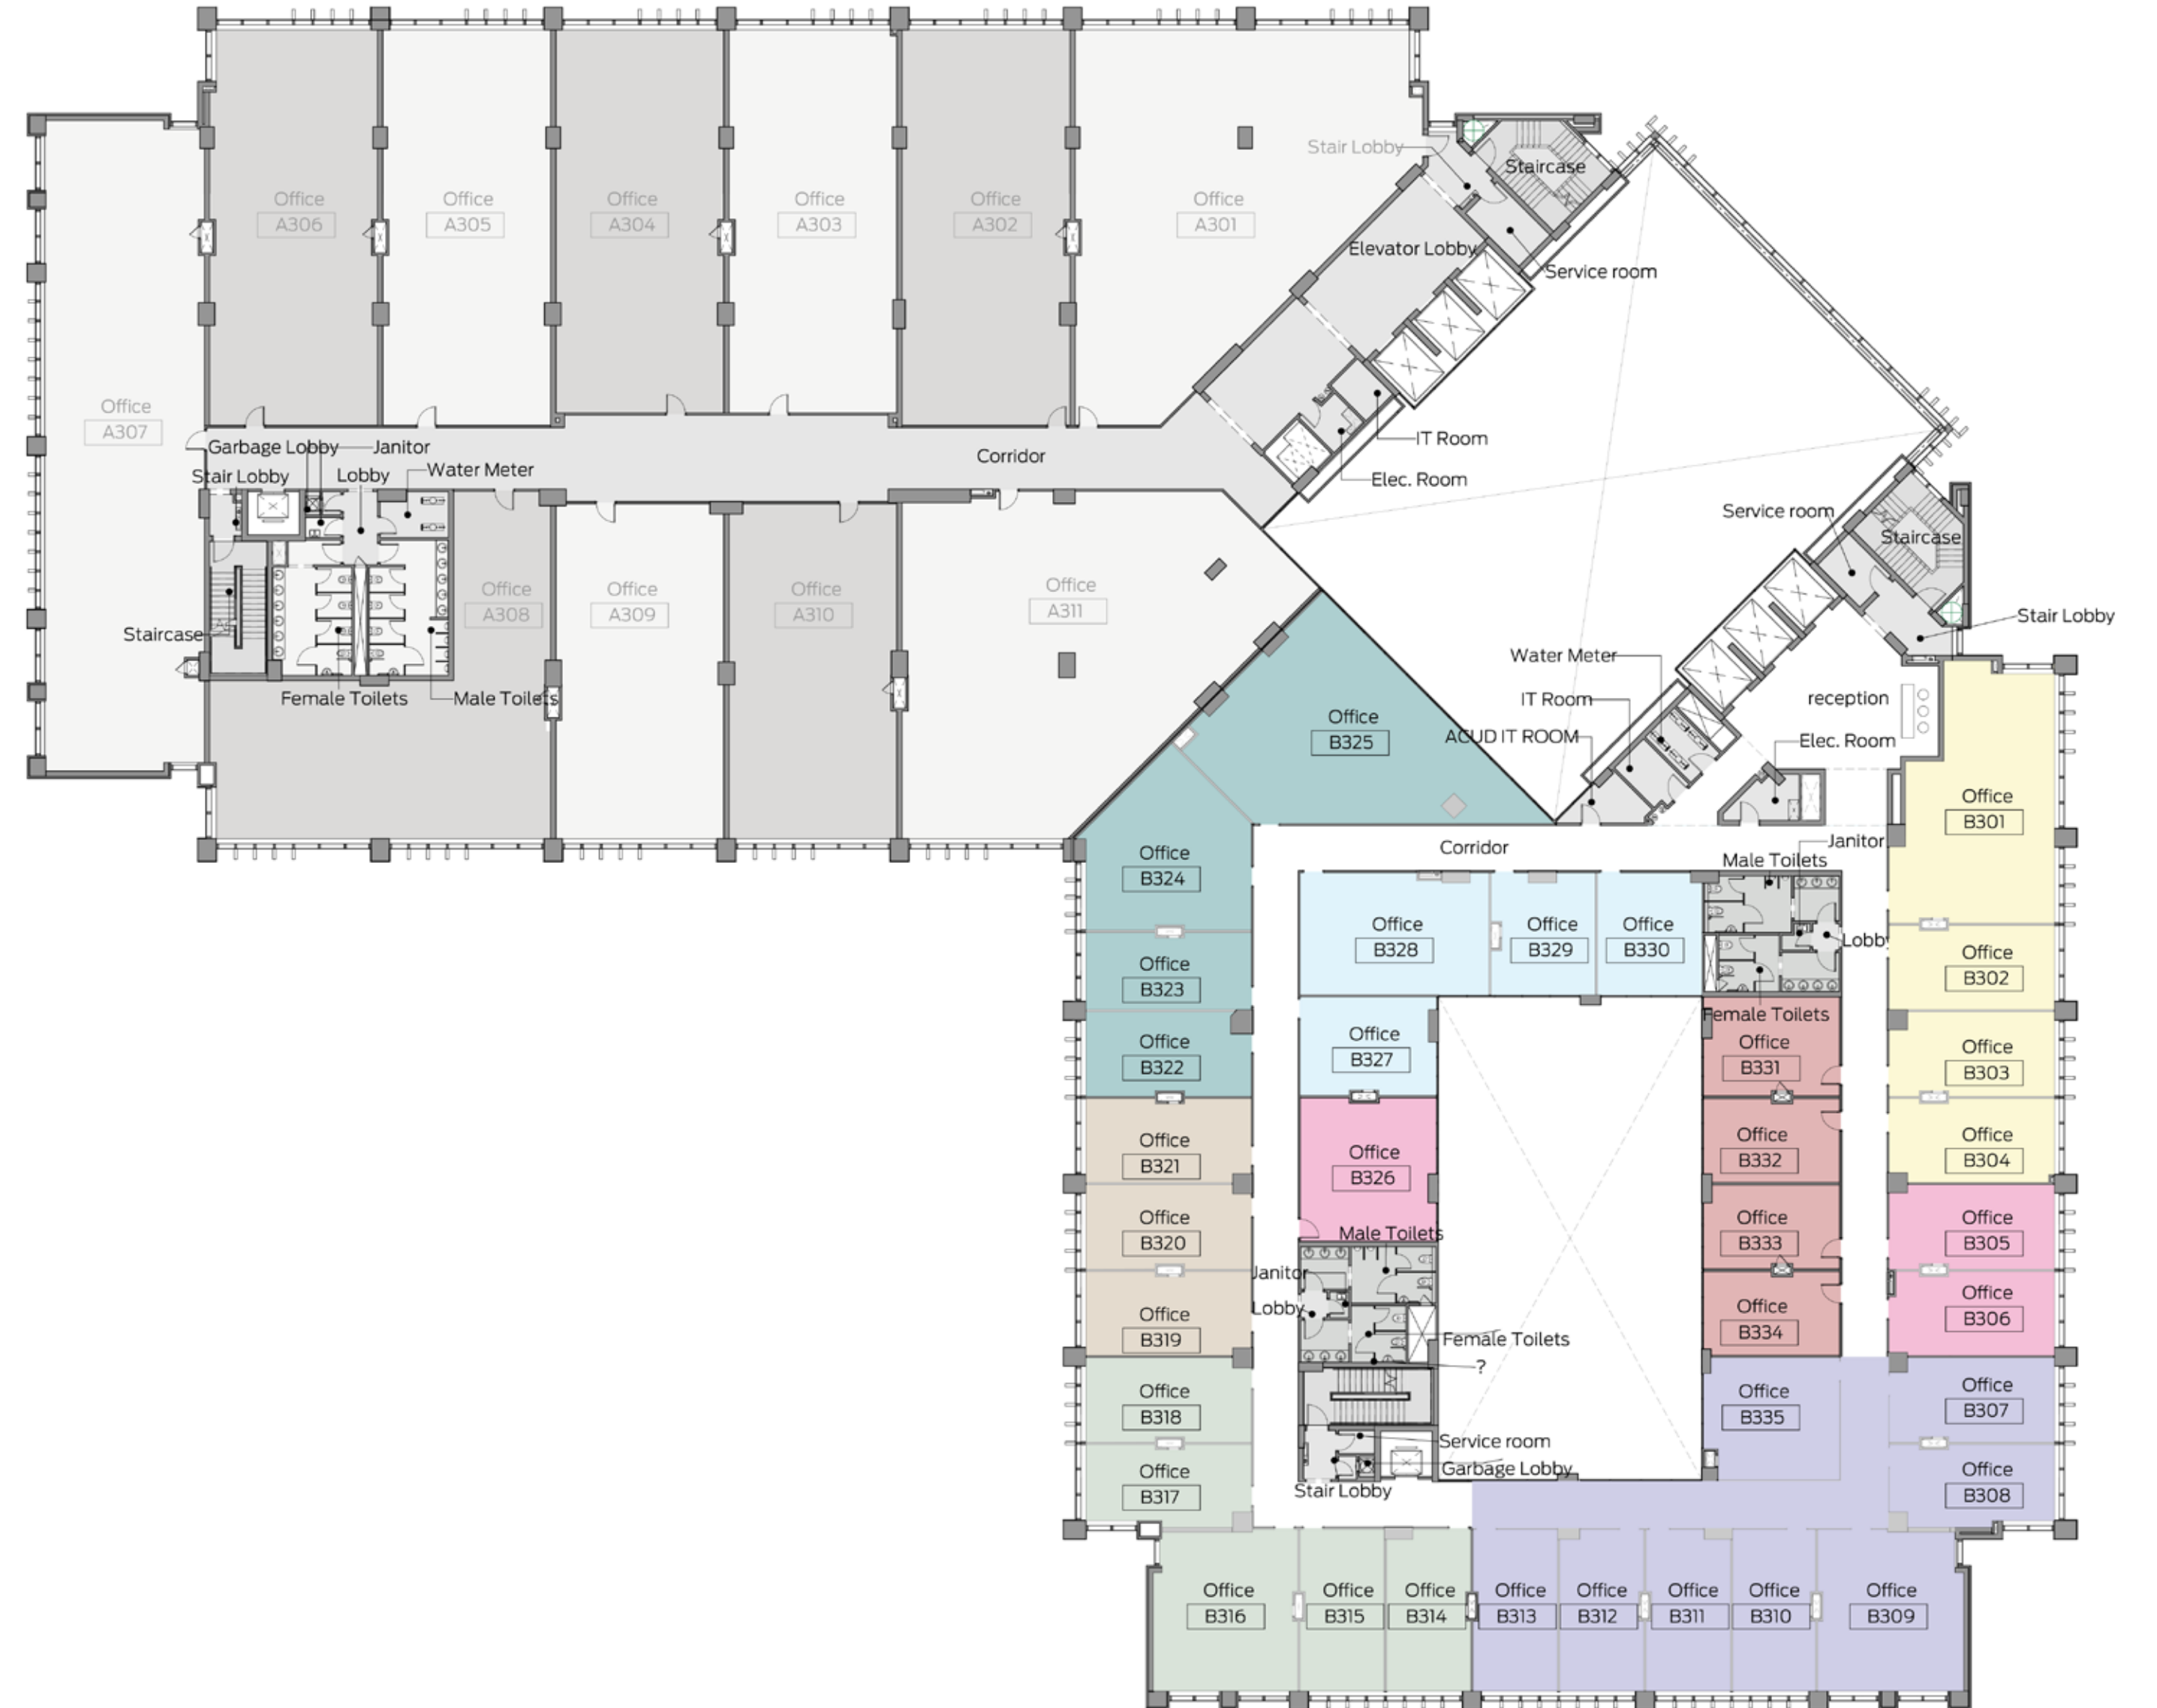 Office
A306
Office
A305
Office
A304
Office
A303
Office
A302
Office
A301
Stair Lobby
Staircase
Elevator Lobby
Service room
Office
A307
Garbage Lobby
Janitor
Stair Lobby
Lobby
Water Meter
Corridor
IT Room
Elec. Room
Service room
Staircase
Office
A308
Office
A309
Office
A310
Office
A311
Staircase
Female Toilets
Male Toilets
Stair Lobby
Water Meter
IT Room
reception
ACUD IT ROOM
Elec. Room
Office
B325
Office
B301
Corridor
Janitor
Male Toilets
Office
B324
Office
B328
Office
B329
Office
B330
Lobby
Office
B302
Office
B323
Female Toilets
Office
B322
Office
B327
Office
B331
Office
B303
Office
B321
Office
B326
Office
B332
Office
B304
Office
B320
Male Toilets
Office
B333
Office
B305
Janitor
Lobby
Office
B319
Female Toilets
?
Office
B334
Office
B306
Office
B318
Office
B335
Office
B307
Service room
Garbage Lobby
Stair Lobby
Office
B317
Office
B308
Office
B316
Office
B315
Office
B314
Office
B313
Office
B312
Office
B311
Office
B310
Office
B309